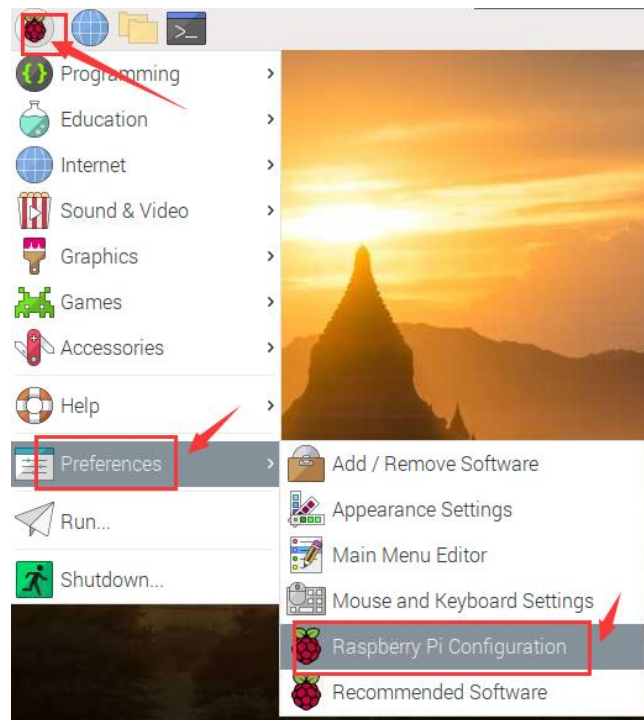 >_
Programming
Education
Internet
Sound & Video
Graphics
Games
Accessories
Help
Preferences
Run...
Shutdown...
Add / Remove Software
Appearance Settings
Main Menu Editor
Mouse and Keyboard Settings
Raspberry Pi Configuration
Recommended Software